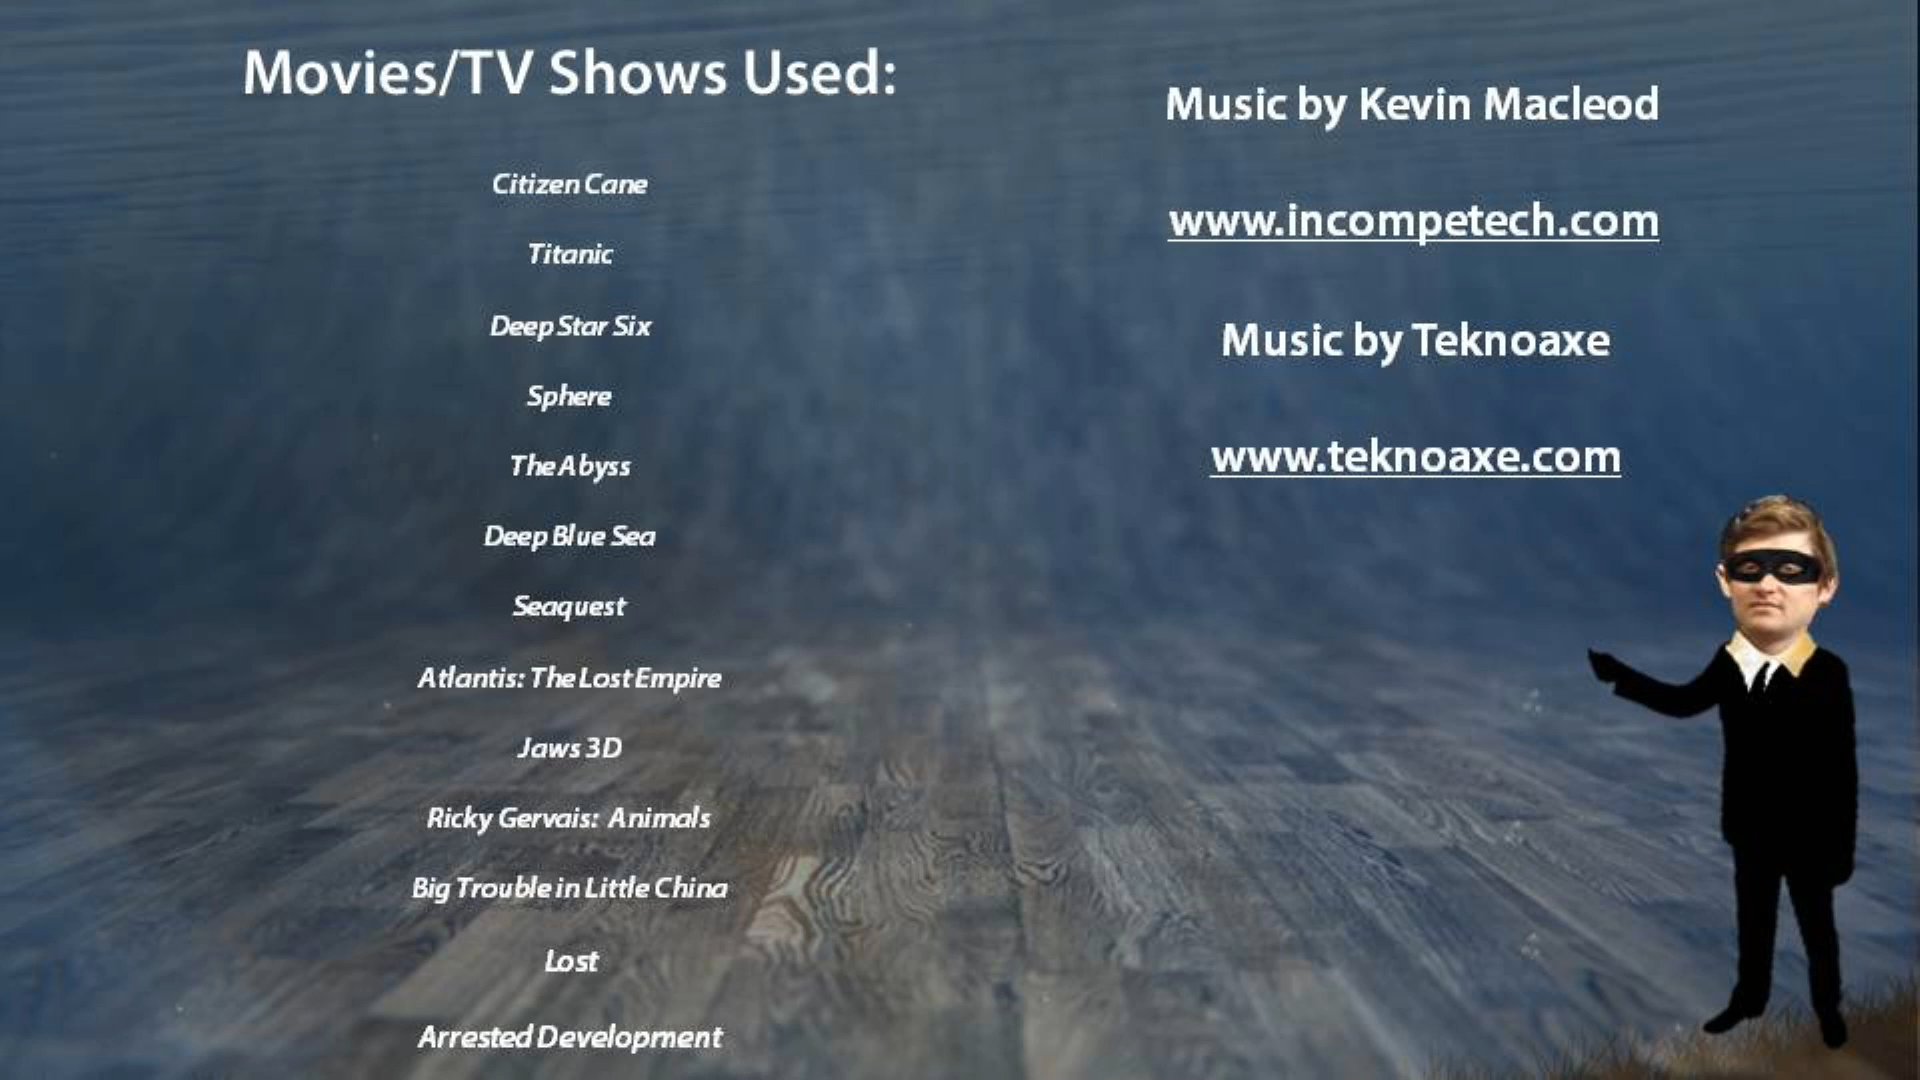 Movies/TV Shows Used:
Citizen Cane
Titanic
Deep Star Six
Sphere
The Abyss
Deep Blue Sea
Seaquest
Atlantis: The Lost Empire
Jaws 3D
Ricky Gervais: Animals
Big Trouble in Little China
Lost
Arrested Development
Music by Kevin Macleod
www.incompetech.com
Music by Teknoaxe
www.teknoaxe.com